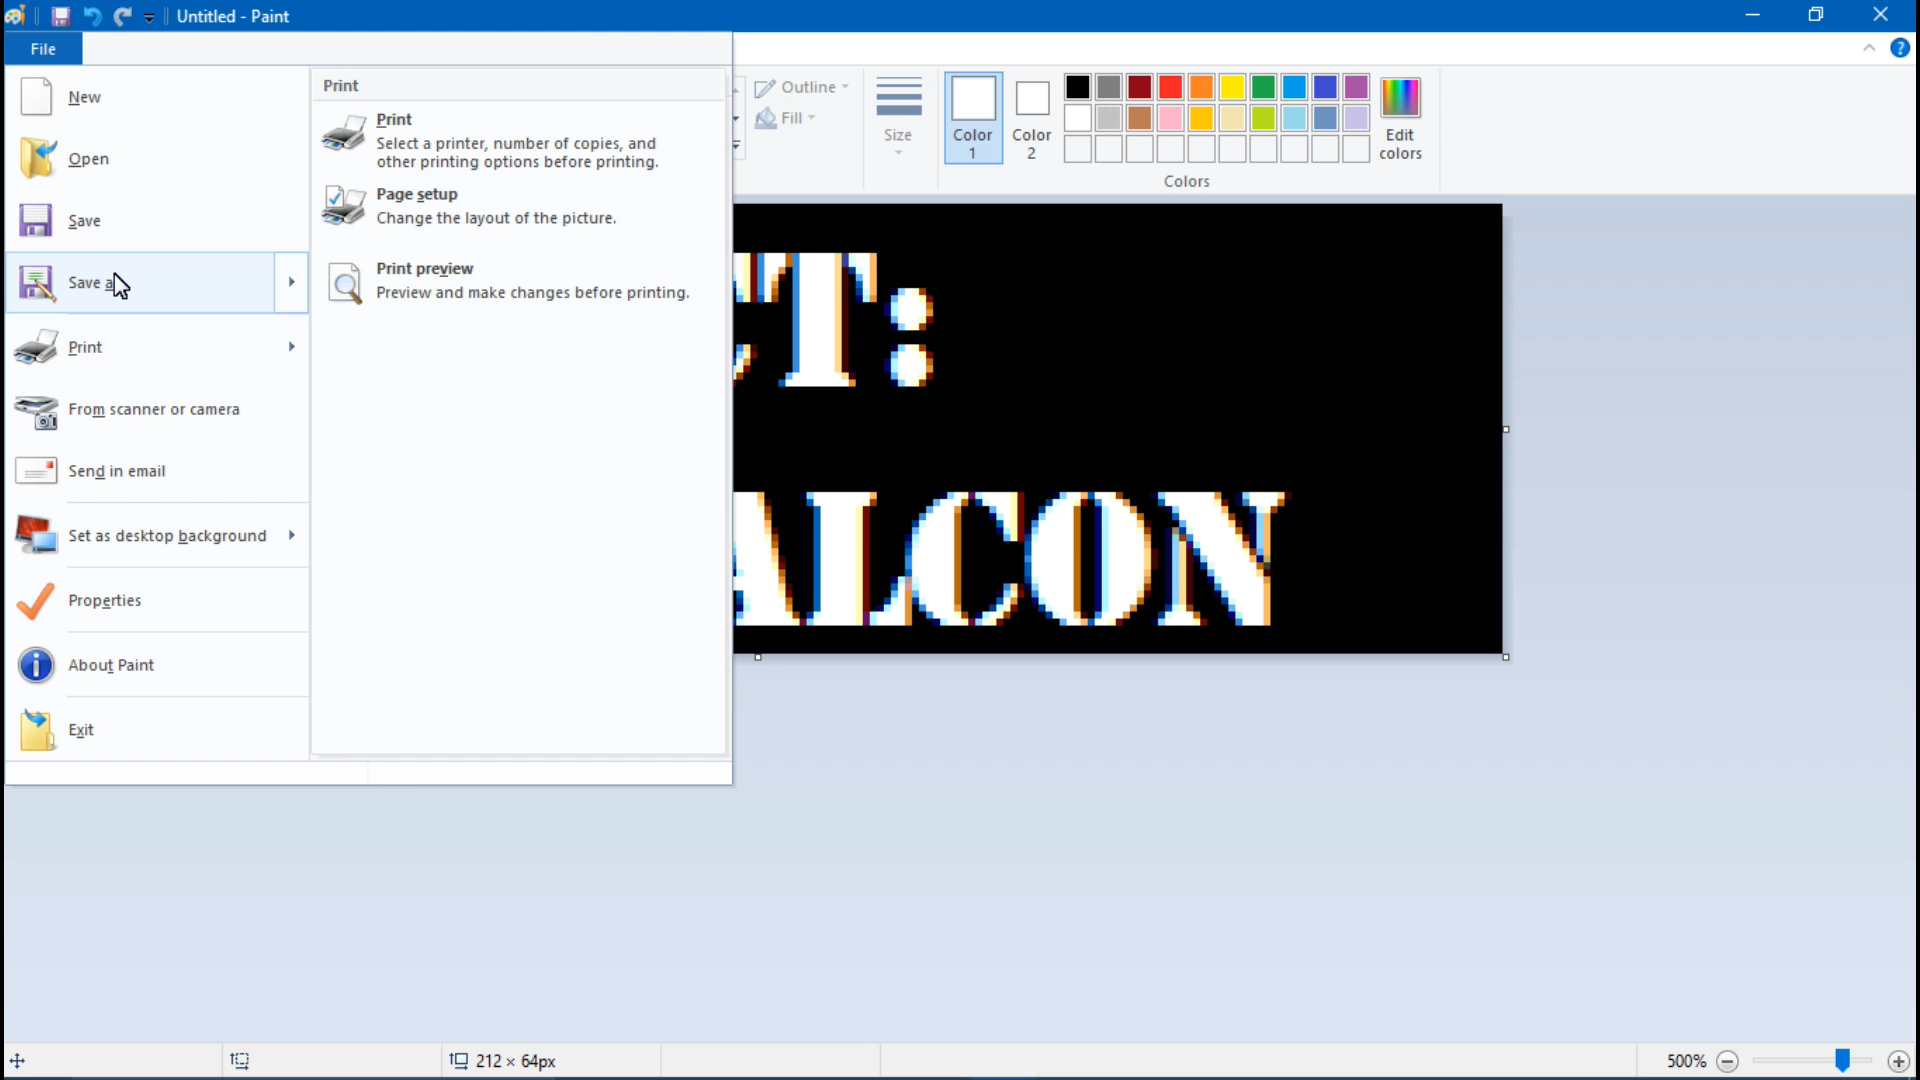 Untitled - Paint
File
New
Print
Print
Select a printer, number of copies, and
other printing options before printing.
Open
Page setup
Change the layout of the picture.
Save
Save a
Print preview
Preview and make changes before printing.
Print
From scanner or camera
Send in email
Set as desktop background
Properties
About Paint
Exit
Outline
Fill
Size
Color
1
Color
2
Edit
colors
Colors
CT:
ALCON
212 × 64px
500%